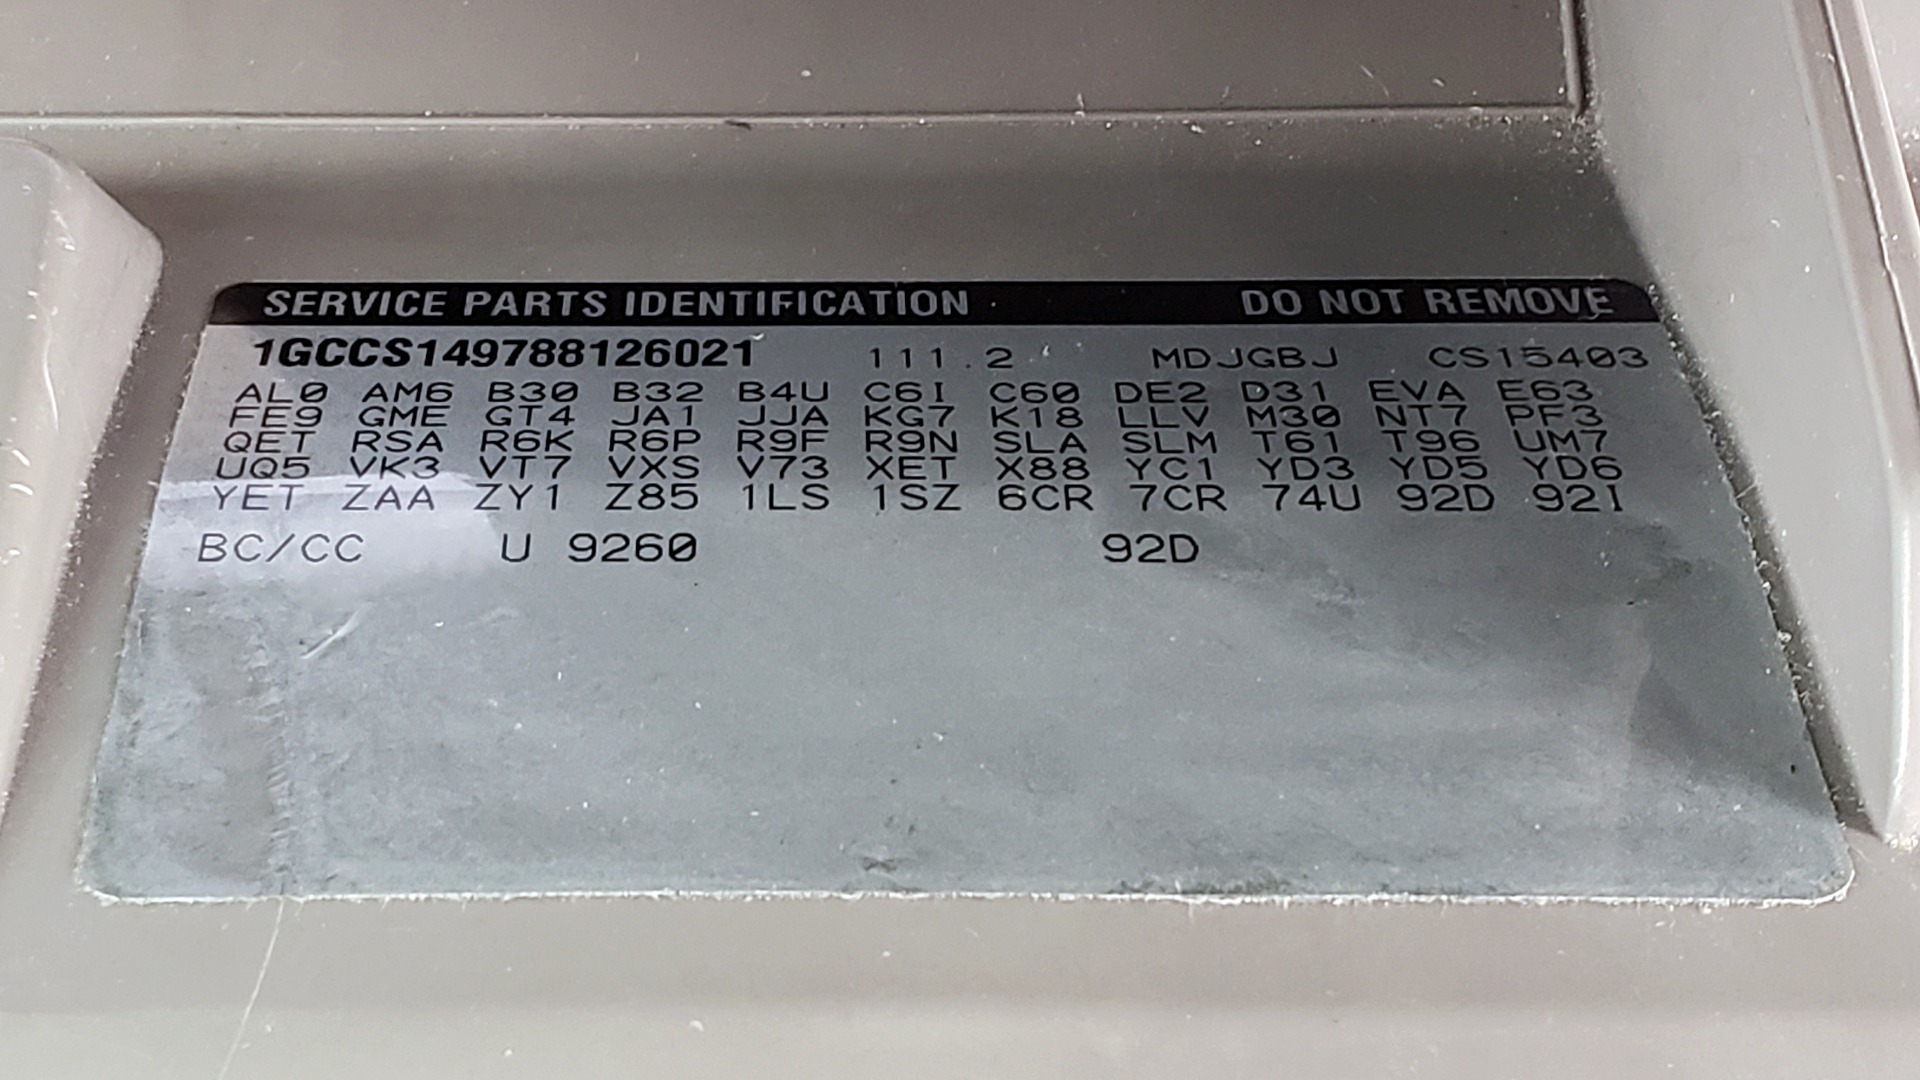 SERVICE PARTS IDENTIFICATION DO NOT REMOVE
1GCCS149788126021 111.2 MDJGBJ CS15403
AL0 AM6 B30 B32 B4U C6I C60 DE2 D31 EVA E63
FE9 GME GT4 JA1 JJA KG7 K18 LLV M30 NT7 PF3
QET RSA R6K R6P R9F R9N SLA SLM T61 T96 UM7
UQ5 VK3 VT7 VXS V73 XET X88 YC1 YD3 YD5 YD6
YET ZAA ZY1 Z85 1LS 1SZ 6CR 7CR 74U 92D 92I
BC/CC U 9260 92D